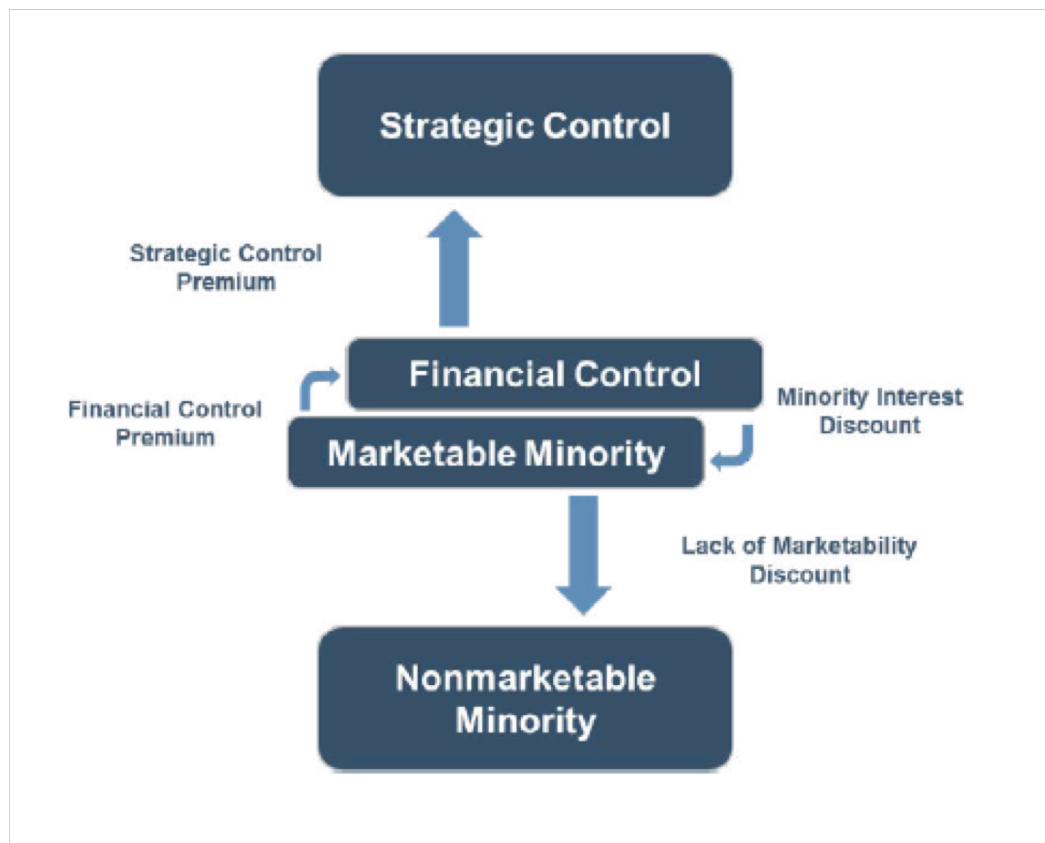 Strategic Control
Strategic Control
Premium
Financial Control
Financial Control
Premium
Minority Interest
Discount
Marketable Minority
Lack of Marketability
Discount
Nonmarketable
Minority